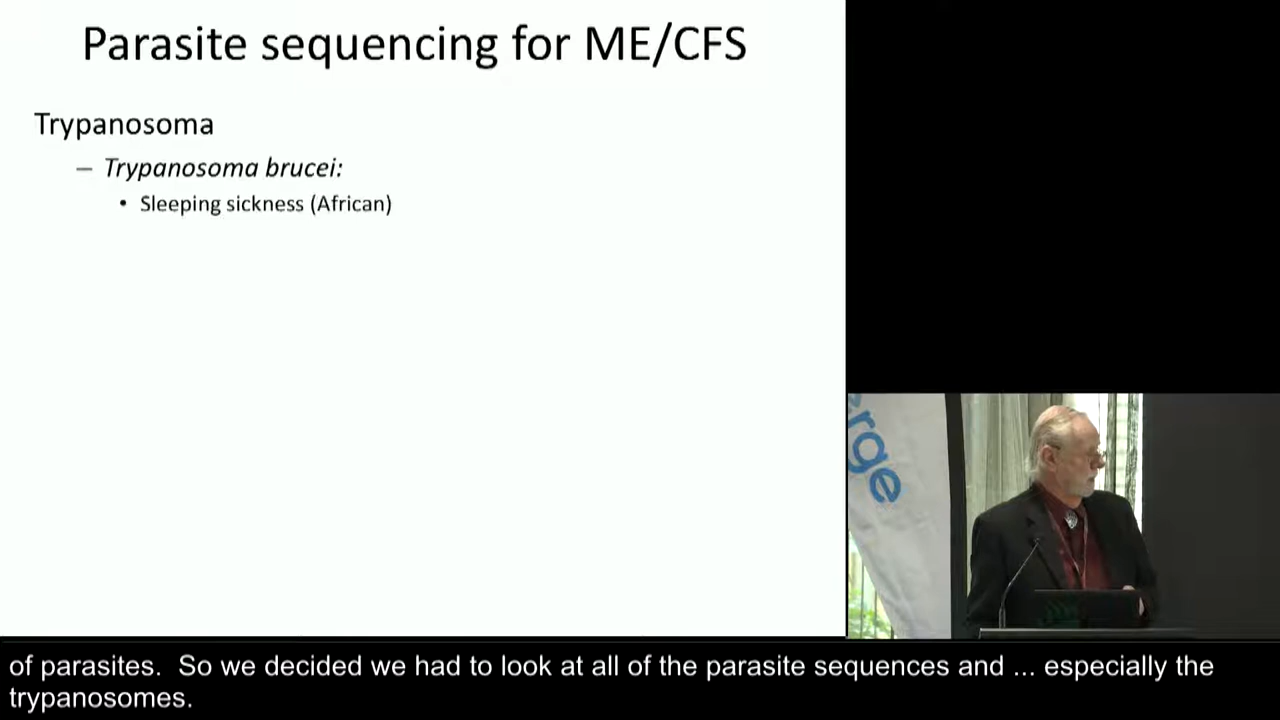 Parasite sequencing for ME/CFS
Trypanosoma
– Trypanosoma brucei:
• Sleeping sickness (African)
erge
of parasites.  So we decided we had to look at all of the parasite sequences and ... especially the
trypanosomes.